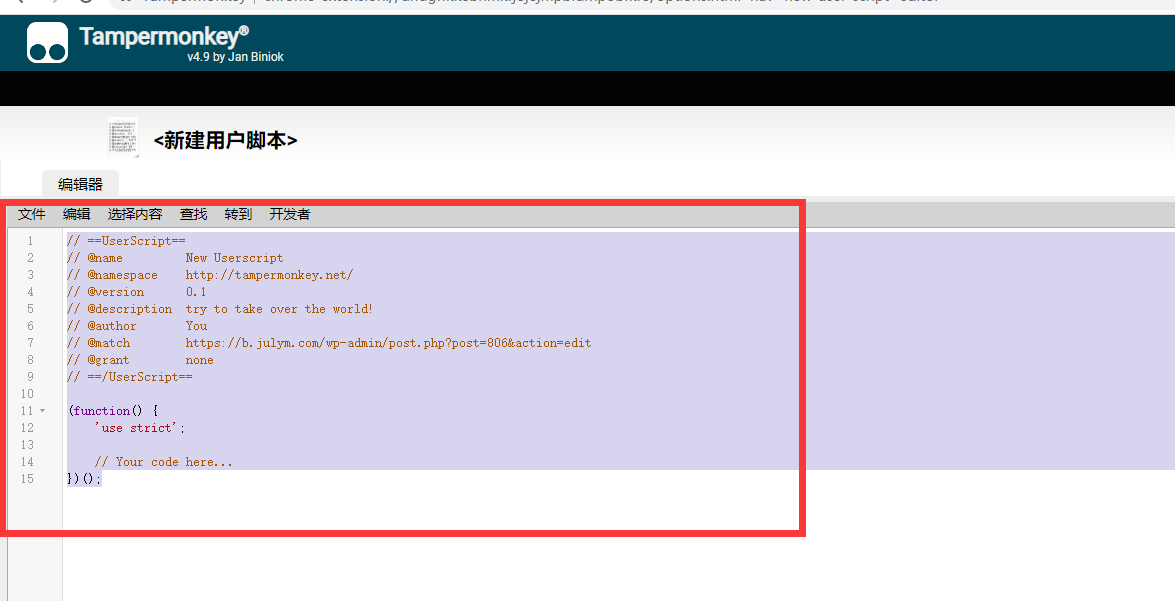 Tampermonkey®
v4.9 by Jan Biniok
<新建用户脚本>
编辑器
文件 编辑 选择内容 查找 转到 开发者
1 // ==UserScript==
2 // @name New Userscript
3 // @namespace http://tampermonkey.net/
4 // @version 0.1
5 // @description try to take over the world!
6 // @author You
7 // @match https://b.julym.com/wp-admin/post.php?post=806&action=edit
8 // @grant none
9 // ==/UserScript==
10
11 (function() {
12 'use strict';
13
14 // Your code here...
15 })();